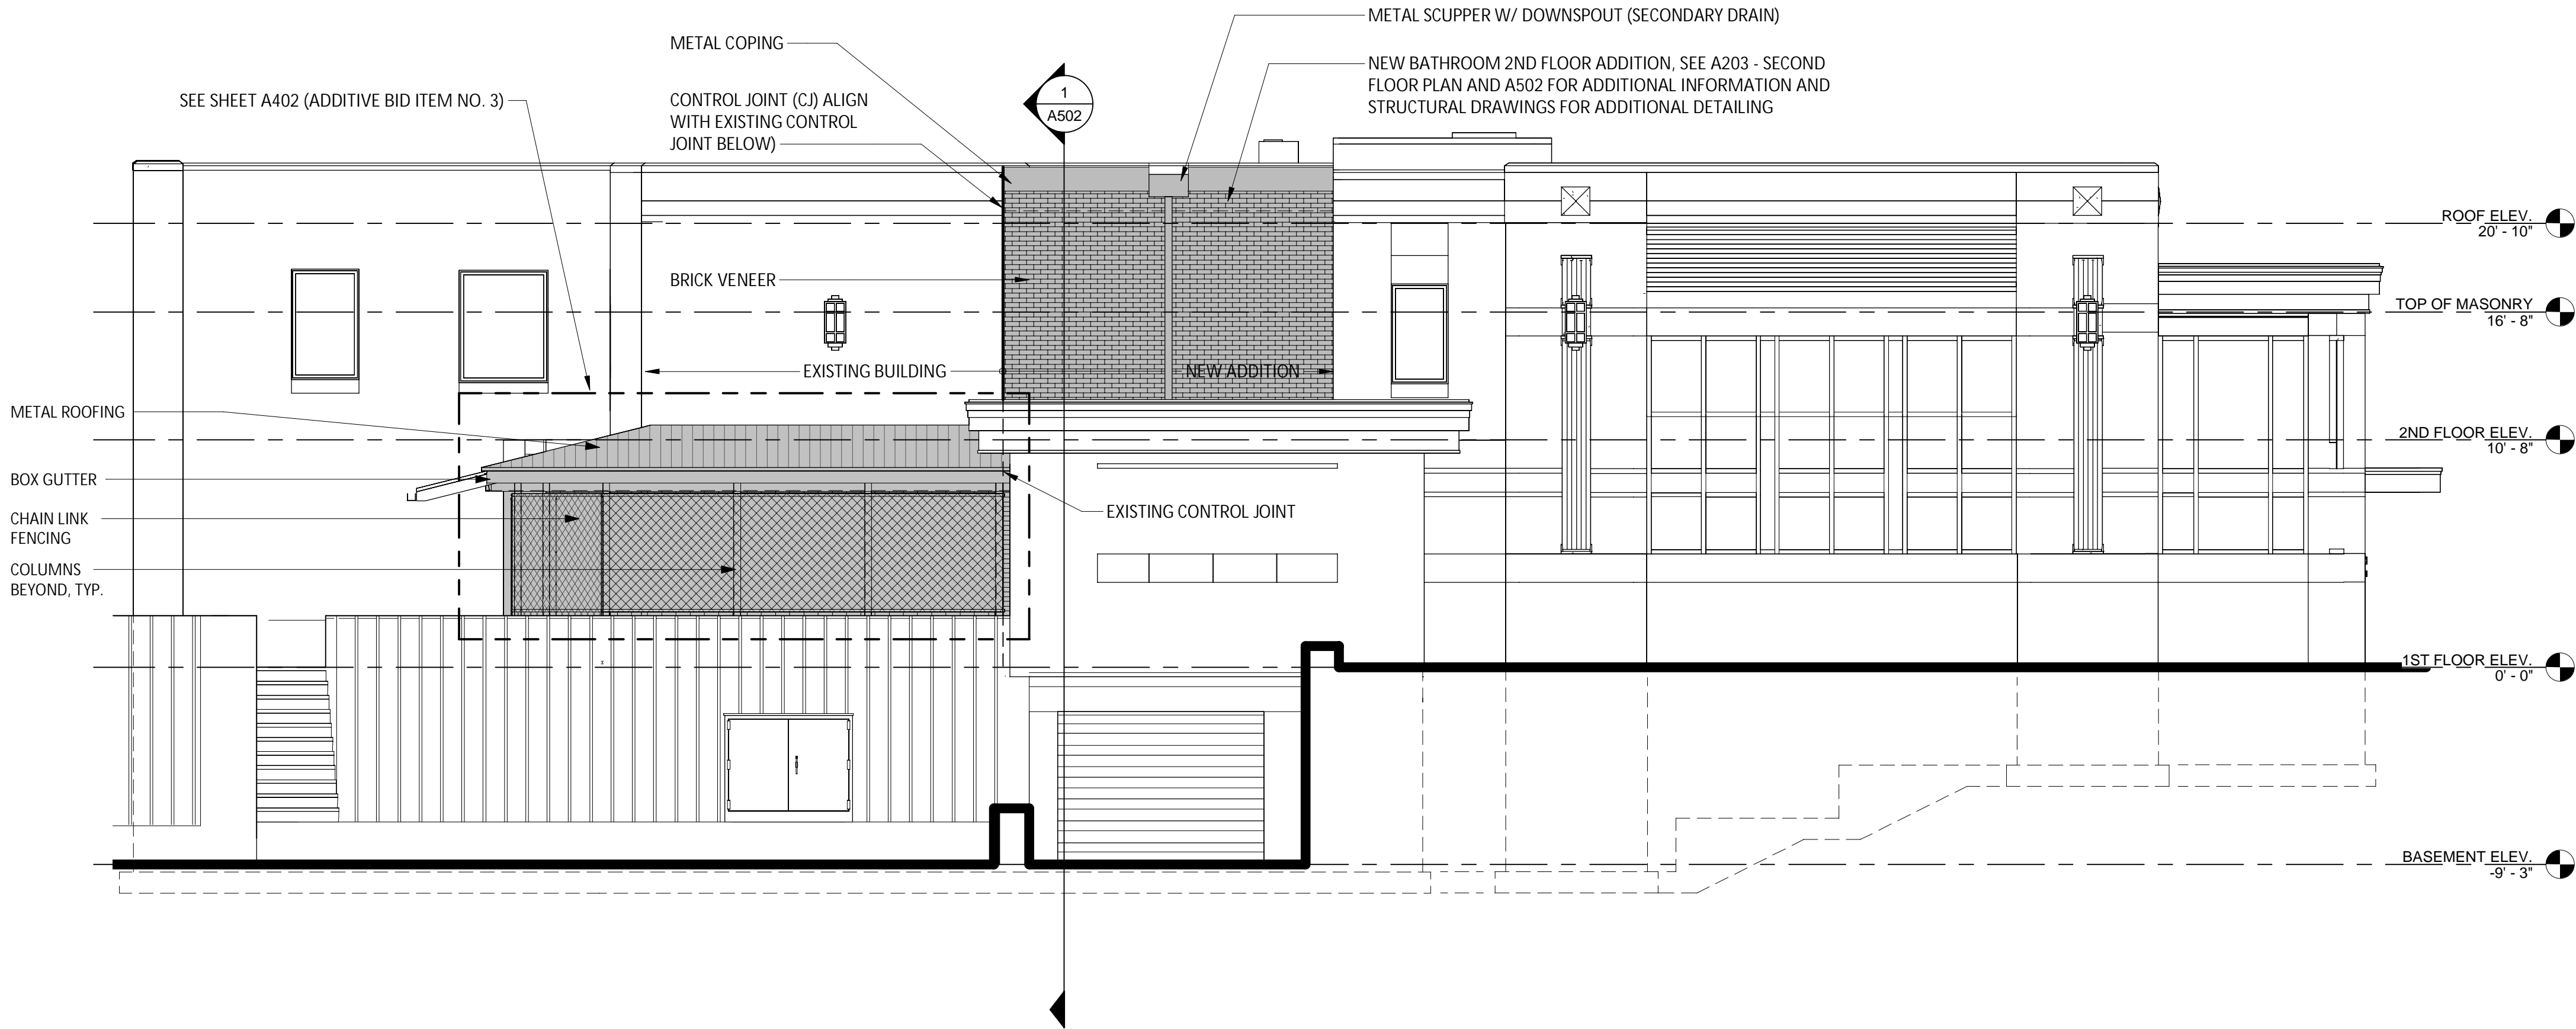 METAL SCUPPER W/ DOWNSPOUT (SECONDARY DRAIN)
METAL COPING
NEW BATHROOM 2ND FLOOR ADDITION, SEE A203 - SECOND
FLOOR PLAN AND A502 FOR ADDITIONAL INFORMATION AND
STRUCTURAL DRAWINGS FOR ADDITIONAL DETAILING
SEE SHEET A402 (ADDITIVE BID ITEM NO. 3)
CONTROL JOINT (CJ) ALIGN
WITH EXISTING CONTROL
JOINT BELOW)
1
A502
ROOF ELEV.
20' - 10"
BRICK VENEER
TOP OF MASONRY
16' - 8"
EXISTING BUILDING
NEW ADDITION
METAL ROOFING
2ND FLOOR ELEV.
10' - 8"
BOX GUTTER
CHAIN LINK
FENCING
EXISTING CONTROL JOINT
COLUMNS
BEYOND, TYP.
1ST FLOOR ELEV.
0' - 0"
BASEMENT ELEV.
-9' - 3"